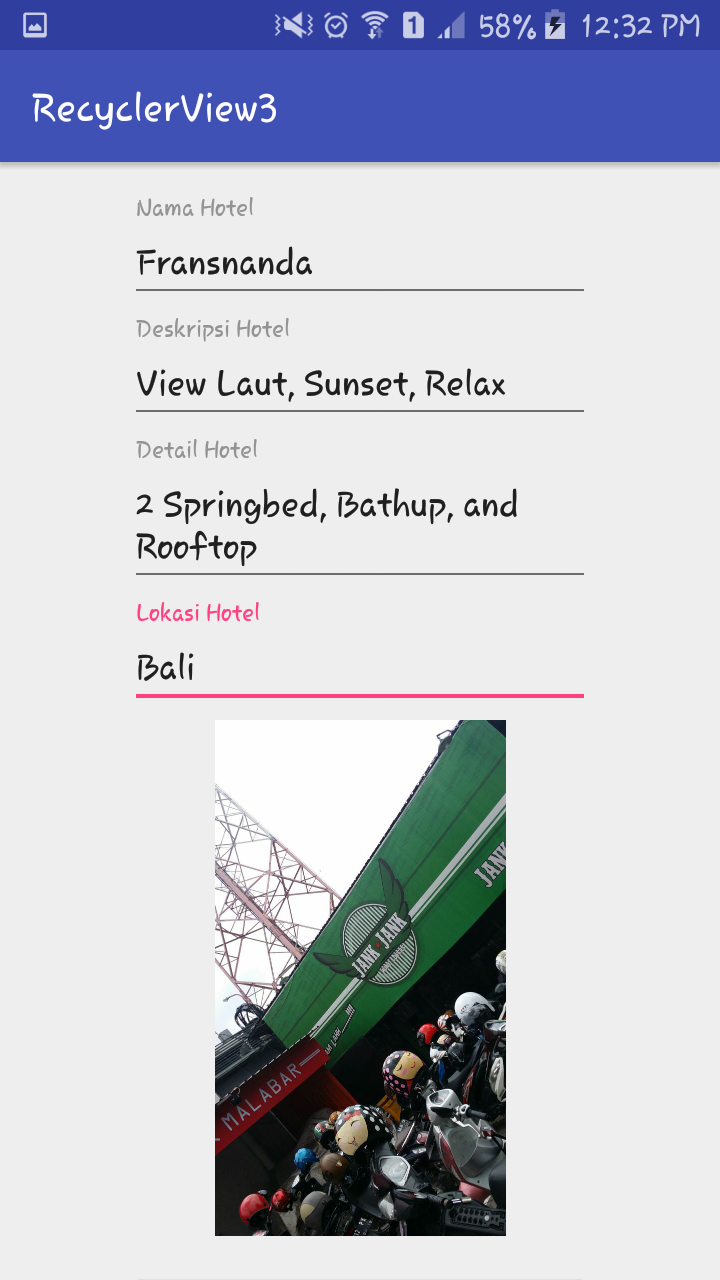 1
58%
12:32 PM
RecyclerView3
Nama Hotel
Fransnanda
Deskripsi Hotel
View Laut, Sunset, Relax
Detail Hotel
2 Springbed, Bathup, and
Rooftop
Lokasi Hotel
Bali
JANK
JANK JANK
MALABAR